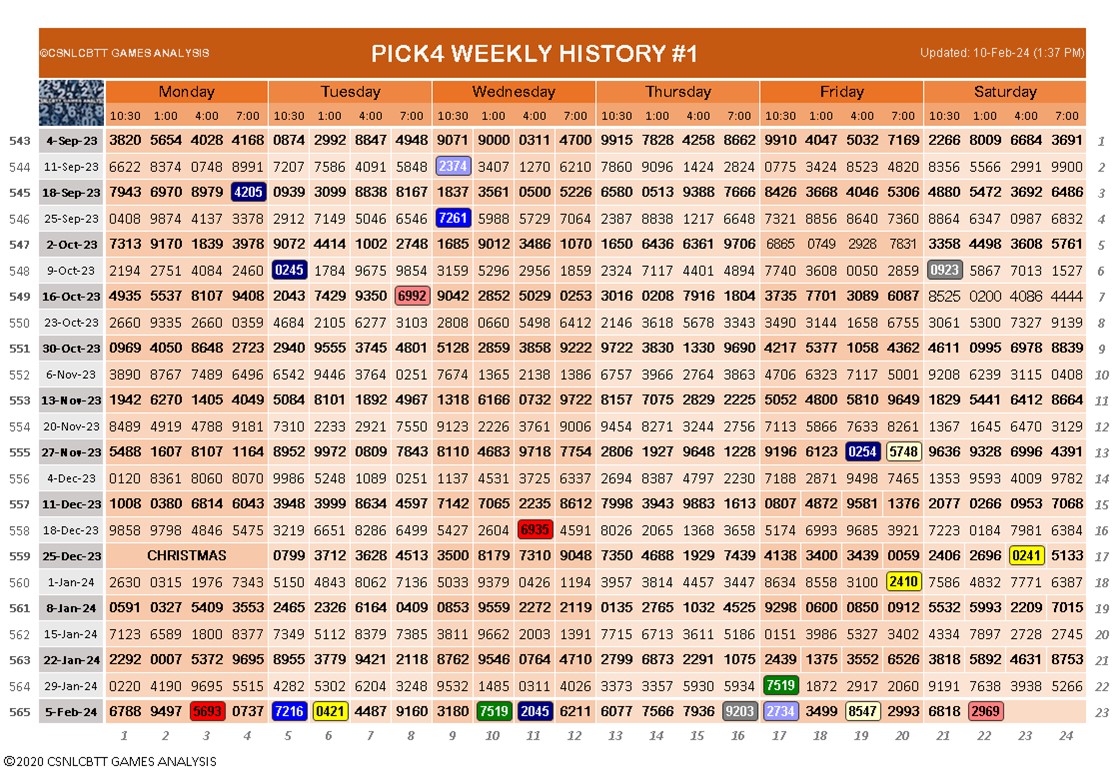 ©CSNLCBTT GAMES ANALYSIS PICK4 WEEKLY HISTORY #1 Updated: 10-Feb-24 (1:37 PM)
CSNLCBTT GAMES ANALY Monday Tuesday Wednesday Thursday Friday Saturday
10:30 1:00 4:00 7:00 10:30 1:00 4:00 7:00 10:30 1:00 4:00 7:00 10:30 1:00 4:00 7:00 10:30 1:00 4:00 7:00 10:30 1:00 4:00 7:00
543 4-Sep-23 3820 5654 4028 4168 0874 2992 8847 4948 9071 9000 0311 4700 9915 7828 4258 8662 9910 4047 5032 7169 2266 8009 6684 3691 1
544 11-Sep-23 6622 8374 0748 8991 7207 7586 4091 5848 2374 3407 1270 6210 7860 9096 1424 2824 0775 3424 8523 4820 8356 5566 2991 9900 2
545 18-Sep-23 7943 6970 8979 4205 0939 3099 8838 8167 1837 3561 0500 5226 6580 0513 9388 7666 8426 3668 4046 5306 4880 5472 3692 6486 3
546 25-Sep-23 0408 9874 4137 3378 2912 7149 5046 6546 7261 5988 5729 7064 2387 8838 1217 6648 7321 8856 8640 7360 8864 6347 0987 6832 4
547 2-Oct-23 7313 9170 1839 3978 9072 4414 1002 2748 1685 9012 3486 1070 1650 6436 6361 9706 6865 0749 2928 7831 3358 4498 3608 5761 5
548 9-Oct-23 2194 2751 4084 2460 0245 1784 9675 9854 3159 5296 2956 1859 2324 7117 4401 4894 7740 3608 0050 2859 0923 5867 7013 1527 6
549 16-Oct-23 4935 5537 8107 9408 2043 7429 9350 6992 9042 2852 5029 0253 3016 0208 7916 1804 3735 7701 3089 6087 8525 0200 4086 4444 7
550 23-Oct-23 2660 9335 2660 0359 4684 2105 6277 3103 2808 0660 5498 6412 2146 3618 5678 3343 3490 3144 1658 6755 3061 5300 7327 9139 8
551 30-Oct-23 0969 4050 8648 2723 2940 9555 3745 4801 5128 2859 3858 9222 9722 3830 1330 9690 4217 5377 1058 4362 4611 0995 6978 8839 9
552 6-Nov-23 3890 8767 7489 6496 6542 9446 3764 0251 7674 1365 2138 1386 6757 3966 2764 3863 4706 6323 7117 5001 9208 6239 3115 0408 10
553 13-Nov-23 1942 6270 1405 4049 5084 8101 1892 4967 1318 6166 0732 9722 8157 7075 2829 2225 5052 4800 5810 9649 1829 5441 6412 8664 11
554 20-Nov-23 8489 4919 4788 9181 7310 2233 2921 7550 9123 2226 3761 9006 9454 8271 3244 2756 7113 5866 7633 8261 1367 1645 6470 3129 12
555 27-Nov-23 5488 1607 8107 1164 8952 9972 0809 7843 8110 4683 9718 7754 2806 1927 9648 1228 9196 6123 0254 5748 9636 9328 6996 4391 13
556 4-Dec-23 0120 8361 8060 8070 9986 5248 1089 0251 1137 4531 3725 6337 2694 8387 4797 2230 7188 2871 9498 7465 1353 9593 4009 9782 14
557 11-Dec-23 1008 0380 6814 6043 3948 3999 8634 4597 7142 7065 2235 8612 7998 3943 9883 1613 0807 4872 9581 1376 2077 0266 0953 7068 15
558 18-Dec-23 9858 9798 4846 5475 3219 6651 8286 6499 5427 2604 6935 4591 8026 2065 1368 3658 5174 6993 9685 3921 7223 0184 7981 6384 16
559 25-Dec-23 CHRISTMAS 0799 3712 3628 4513 3500 8179 7310 9048 7350 4688 1929 7439 4138 3400 3439 0059 2406 2696 0241 5133 17
560 1-Jan-24 2630 0315 1976 7343 5150 4843 8062 7136 5033 9379 0426 1194 3957 3814 4457 3447 8634 8558 3100 2410 7586 4832 7771 6387 18
561 8-Jan-24 0591 0327 5409 3553 2465 2326 6164 0409 0853 9559 2272 2119 0135 2765 1032 4525 9298 0600 0850 0912 5532 5993 2209 7015 19
562 15-Jan-24 7123 6589 1800 8377 7349 5112 8379 7385 3811 9662 2003 1391 7715 6713 3611 5186 0151 3986 5327 3402 4334 7897 2728 2745 20
563 22-Jan-24 2292 0007 5372 9695 8955 3779 9421 2118 8762 9546 0764 4710 2799 6873 2291 1075 2439 1375 3552 6526 3818 5892 4631 8753 21
564 29-Jan-24 0220 4190 9695 5515 4282 5302 6204 3248 9532 1485 0311 4026 3373 3357 5930 5934 7519 1872 2917 2060 9191 7638 3938 5266 22
565 5-Feb-24 6788 9497 5693 0737 7216 0421 4487 9160 3180 7519 2045 6211 6077 7566 7936 9203 2734 3499 8547 2993 6818 2969 23
1 2 3 4 5 6 7 8 9 10 11 12 13 14 15 16 17 18 19 20 21 22 23 24
©2020 CSNLCBTT GAMES ANALYSIS